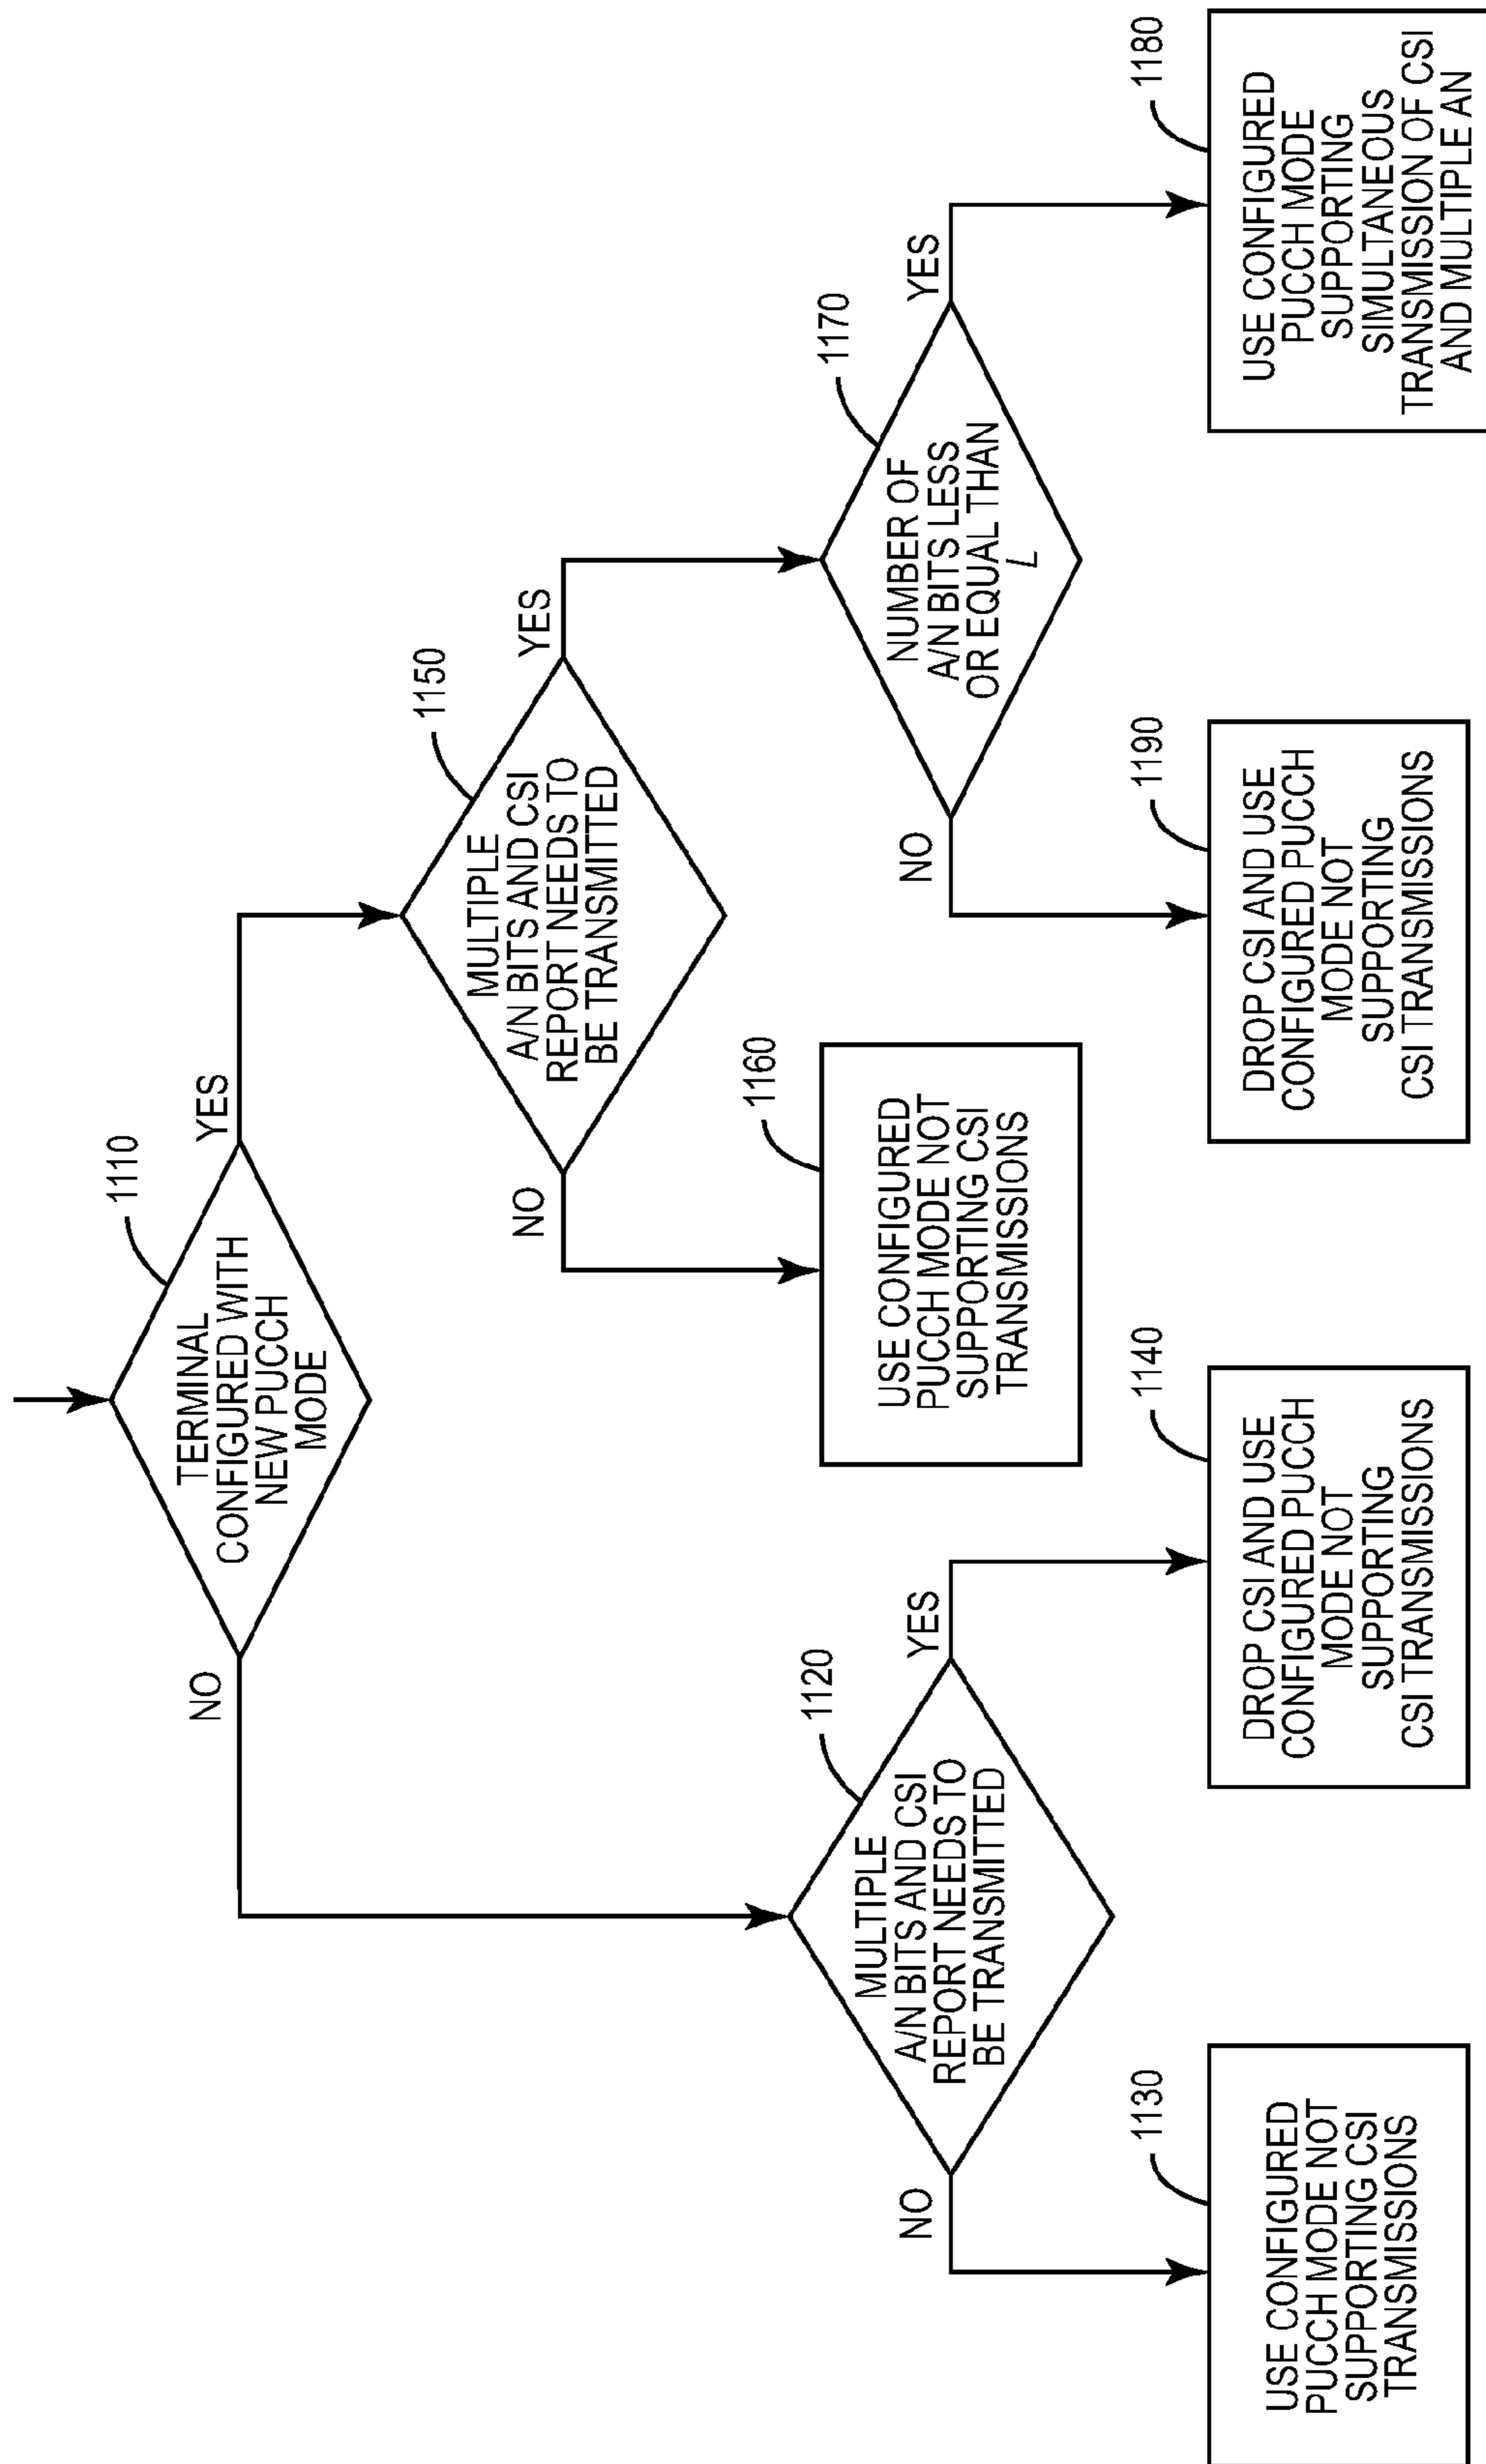 1110
TERMINAL
CONFIGURED WITH
NEW PUCCH
MODE
NO
YES
1120
MULTIPLE
A/N BITS AND CSI
REPORT NEEDS TO
BE TRANSMITTED
NO
YES
1130
USE CONFIGURED
PUCCH MODE NOT
SUPPORTING CSI
TRANSMISSIONS
1140
DROP CSI AND USE
CONFIGURED PUCCH
MODE NOT
SUPPORTING
CSI TRANSMISSIONS
1150
MULTIPLE
A/N BITS AND CSI
REPORT NEEDS TO
BE TRANSMITTED
NO
YES
1160
USE CONFIGURED
PUCCH MODE NOT
SUPPORTING CSI
TRANSMISSIONS
1170
NUMBER OF
A/N BITS LESS
OR EQUAL THAN
L
NO
YES
1190
DROP CSI AND USE
CONFIGURED PUCCH
MODE NOT
SUPPORTING
CSI TRANSMISSIONS
1180
USE CONFIGURED
PUCCH MODE
SUPPORTING
SIMULTANEOUS
TRANSMISSION OF CSI
AND MULTIPLE AN